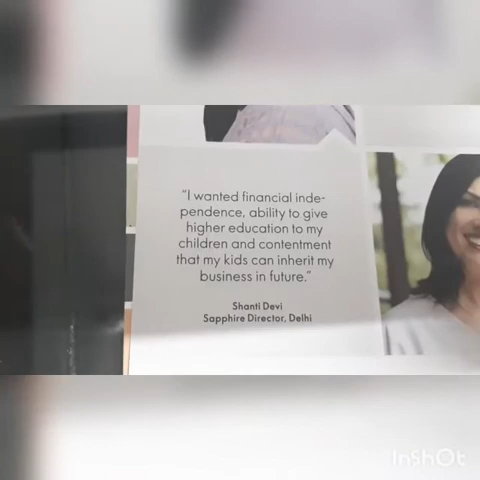 "I wanted financial inde-
pendence, ability to give
higher education to my
children and contentment
that my kids can inherit my
business in future."
Shanti Devi
Sapphire Director, Delhi
InShOt